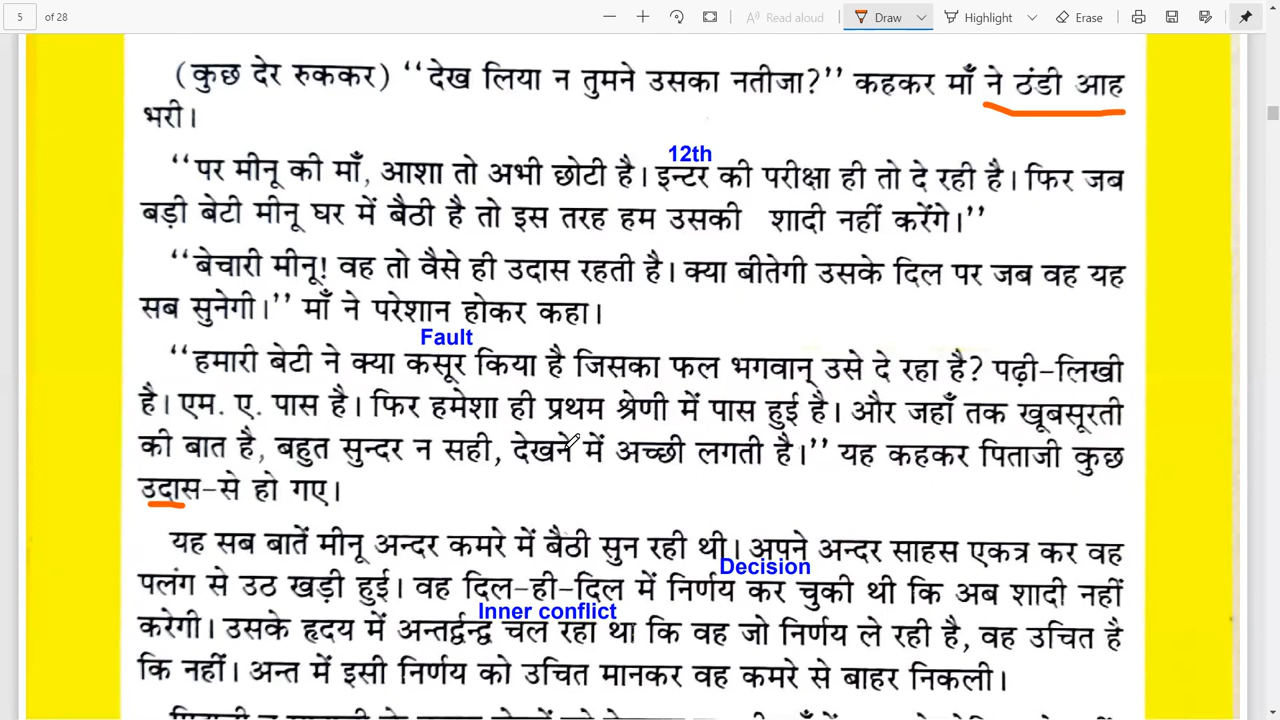 5 of 28
Read aloud Draw Highlight Erase
(कुछ देर रुककर) ‘‘देख लिया न तुमने उसका नतीजा?’’ कहकर माँ ने ठंडी आह
भरी।
12th
‘‘पर मीनू की माँ, आशा तो अभी छोटी है। इन्टर की परीक्षा ही तो दे रही है। फिर जब
बड़ी बेटी मीनू घर में बैठी है तो इस तरह हम उसकी शादी नहीं करेंगे।’’
‘‘बेचारी मीनू! वह तो वैसे ही उदास रहती है। क्या बीतेगी उसके दिल पर जब वह यह
सब सुनेगी।’’ माँ ने परेशान होकर कहा।
Fault
‘‘हमारी बेटी ने क्या कसूर किया है जिसका फल भगवान् उसे दे रहा है? पढ़ी-लिखी
है। एम. ए. पास है। फिर हमेशा ही प्रथम श्रेणी में पास हुई है। और जहाँ तक खूबसूरती
की बात है, बहुत सुन्दर न सही, देखने में अच्छी लगती है।’’ यह कहकर पिताजी कुछ
उदास-से हो गए।
यह सब बातें मीनू अन्दर कमरे में बैठी सुन रही थी। अपने अन्दर साहस एकत्र कर वह
Decision
पलंग से उठ खड़ी हुई। वह दिल-ही-दिल में निर्णय कर चुकी थी कि अब शादी नहीं
Inner conflict
करेगी। उसके हृदय में अन्तर्द्वन्द्व चल रहा था कि वह जो निर्णय ले रही है, वह उचित है
कि नहीं। अन्त में इसी निर्णय को उचित मानकर वह कमरे से बाहर निकली।